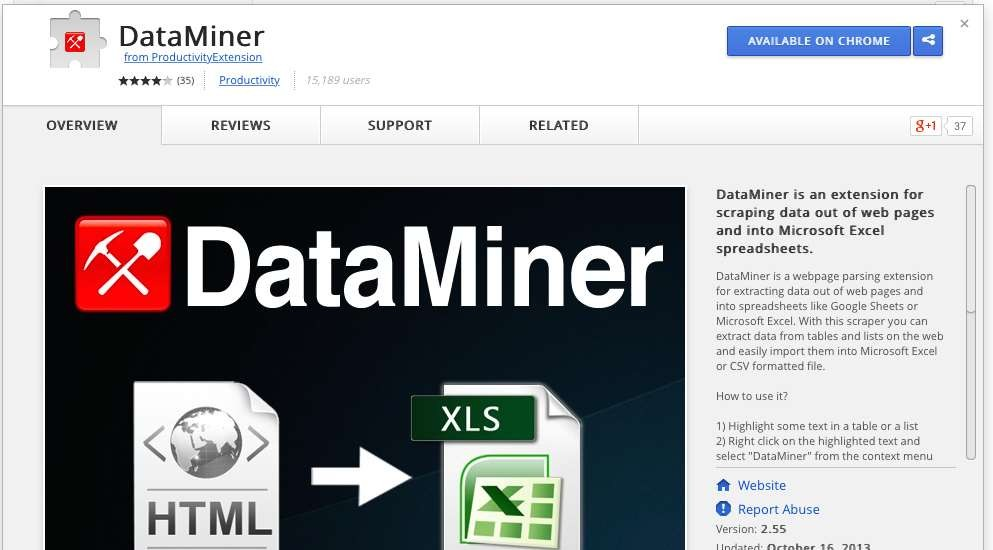 DataMiner
from ProductivityExtension
(35)
Productivity
15,189 users
AVAILABLE ON CHROME
OVERVIEW
REVIEWS
SUPPORT
RELATED
g+1
37
DataMiner
HTML
XLS
X
DataMiner is an extension for
scraping data out of web pages
and into Microsoft Excel
spreadsheets.
DataMiner is a webpage parsing extension
for extracting data out of web pages and
into spreadsheets like Google Sheets or
Microsoft Excel. With this scraper you can
extract data from tables and lists on the web
and easily import them into Microsoft Excel
or CSV formatted file.
How to use it?
1) Highlight some text in a table or a list
2) Right click on the highlighted text and
select "DataMiner" from the context menu
Website
Report Abuse
Version: 2.55
Updated: October 16, 2013